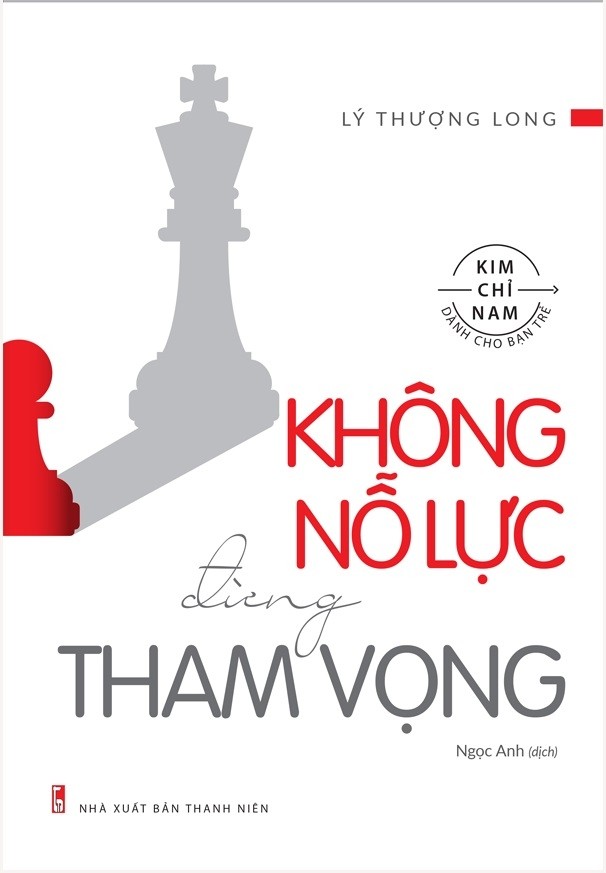 LÝ THƯỢNG LONG
KIM
CHỈ
NAM
DÀNH CHO BẠN TRẺ
KHÔNG
NỖ LỰC
đừng
THAM VỌNG
Ngọc Anh (dịch)
NHÀ XUẤT BẢN THANH NIÊN